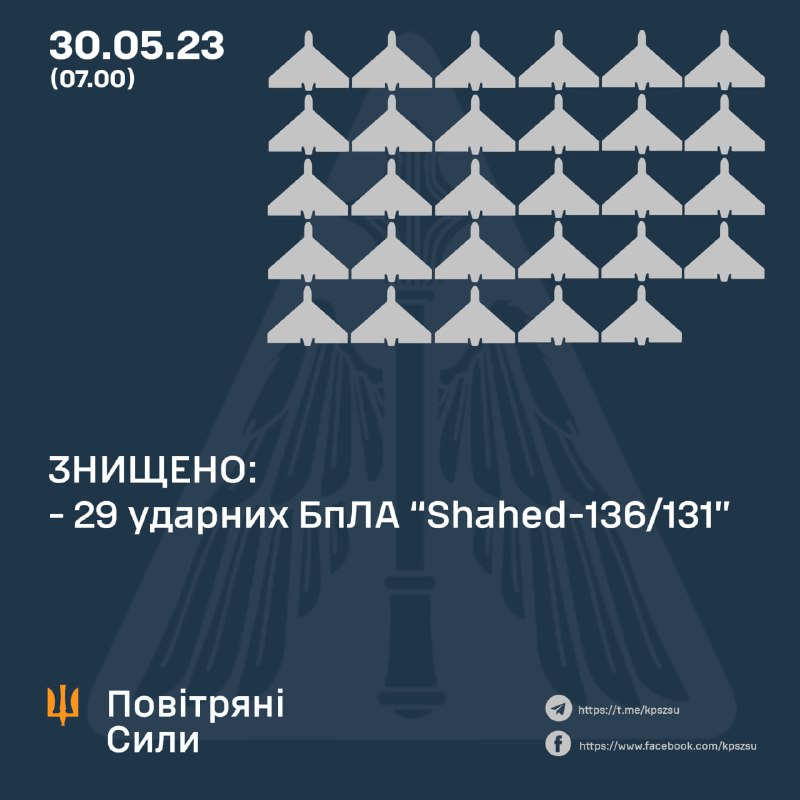 30.05.23
(07.00)
ЗНИЩЕНО:
- 29 ударних БпЛА “Shahed-136/131”
Повітряні
Сили
https://t.me/kpszsu
https://www.facebook.com/kpszsu